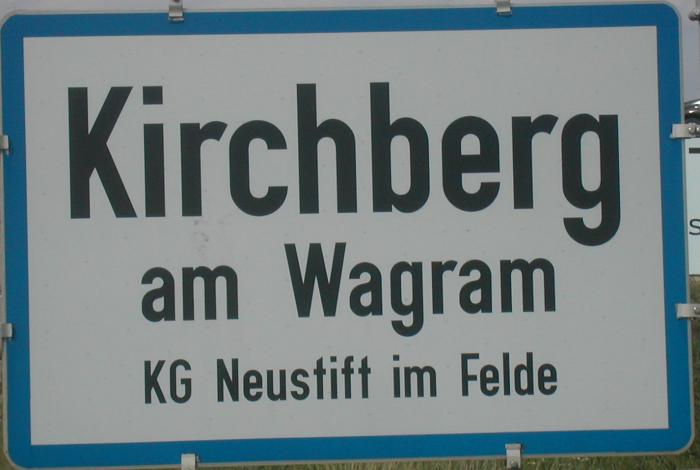 Kirchberg
am Wagram
KG Neustift im Felde